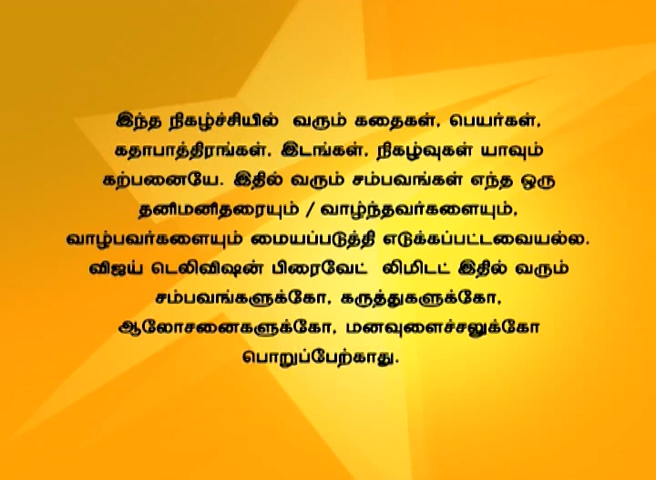 இந்த நிகழ்ச்சியில் வரும் கதைகள், பெயர்கள்,
கதாபாத்திரங்கள், இடங்கள், நிகழ்வுகள் யாவும்
கற்பனையே. இதில் வரும் சம்பவங்கள் எந்த ஒரு
தனிமனிதரையும் / வாழ்ந்தவர்களையும்,
வாழ்பவர்களையும் மையப்படுத்தி எடுக்கப்பட்டவையல்ல.
விஜய் டெலிவிஷன் பிரைவேட் லிமிடட் இதில் வரும்
சம்பவங்களுக்கோ, கருத்துகளுக்கோ,
ஆலோசனைகளுக்கோ, மனவுளைச்சலுக்கோ
பொறுப்பேற்காது.